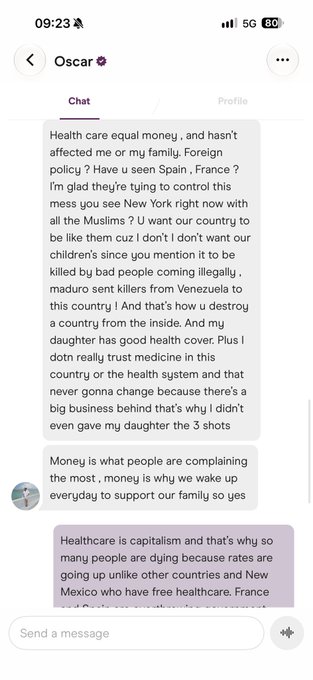 09:23
5G
80
Oscar
Chat
Profile
Health care equal money , and hasn't
affected me or my family. Foreign
policy ? Have u seen Spain , France ?
I'm glad they're tying to control this
mess you see New York right now with
all the Muslims ? U want our country to
be like them cuz I don't I don't want our
children's since you mention it to be
killed by bad people coming illegally ,
maduro sent killers from Venezuela to
this country ! And that's how u destroy
a country from the inside. And my
daughter has good health cover. Plus I
dotn really trust medicine in this
country or the health system and that
never gonna change because there's a
big business behind that's why I didn't
even gave my daughter the 3 shots
Money is what people are complaining
the most , money is why we wake up
everyday to support our family so yes
Healthcare is capitalism and that's why so
many people are dying because rates are
going up unlike other countries and New
Mexico who have free healthcare. France
and Spain are overthrowing government
Send a message